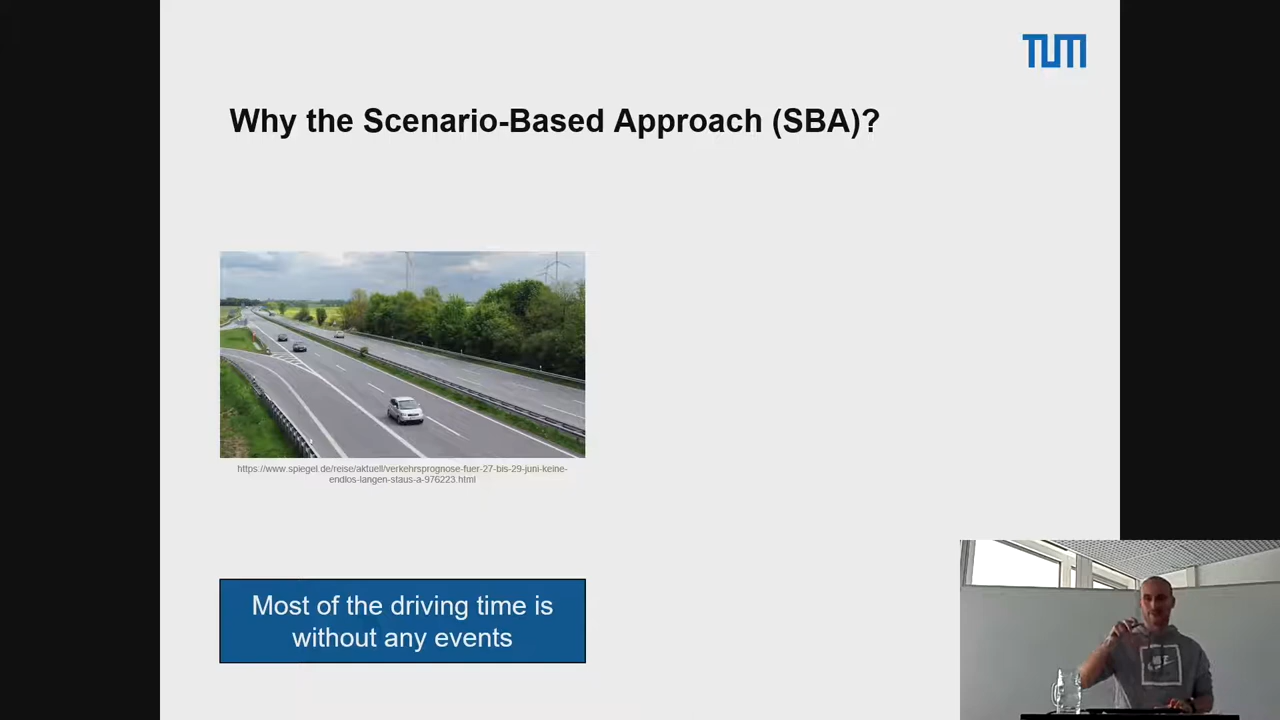 TUM
Why the Scenario-Based Approach (SBA)?
https://www.spiegel.de/reise/aktuell/verkehrsprognose-fuer-27-bis-29-juni-keine-
endlos-langen-staus-a-976223.html
Most of the driving time is
without any events